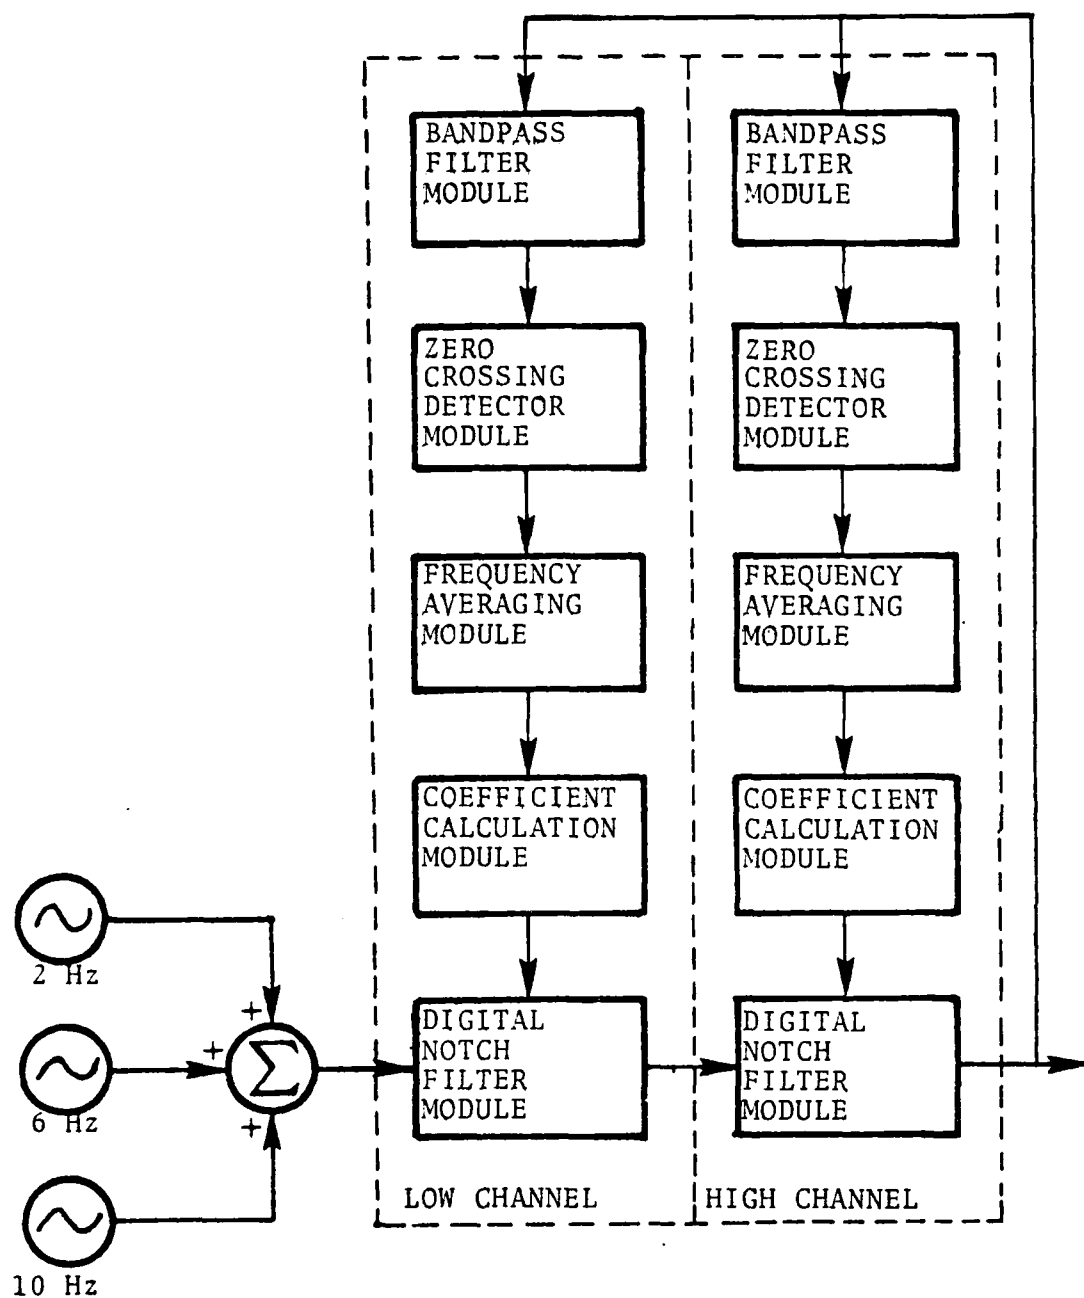 BANDPASS
FILTER
MODULE
BANDPASS
FILTER
MODULE
ZERO
CROSSING
DETECTOR
MODULE
ZERO
CROSSING
DETECTOR
MODULE
FREQUENCY
AVERAGING
MODULE
FREQUENCY
AVERAGING
MODULE
COEFFICIENT
CALCULATION
MODULE
COEFFICIENT
CALCULATION
MODULE
2 Hz
+
DIGITAL
NOTCH
FILTER
MODULE
DIGITAL
NOTCH
FILTER
MODULE
+
Σ
6 Hz
+
LOW CHANNEL
HIGH CHANNEL
10 Hz